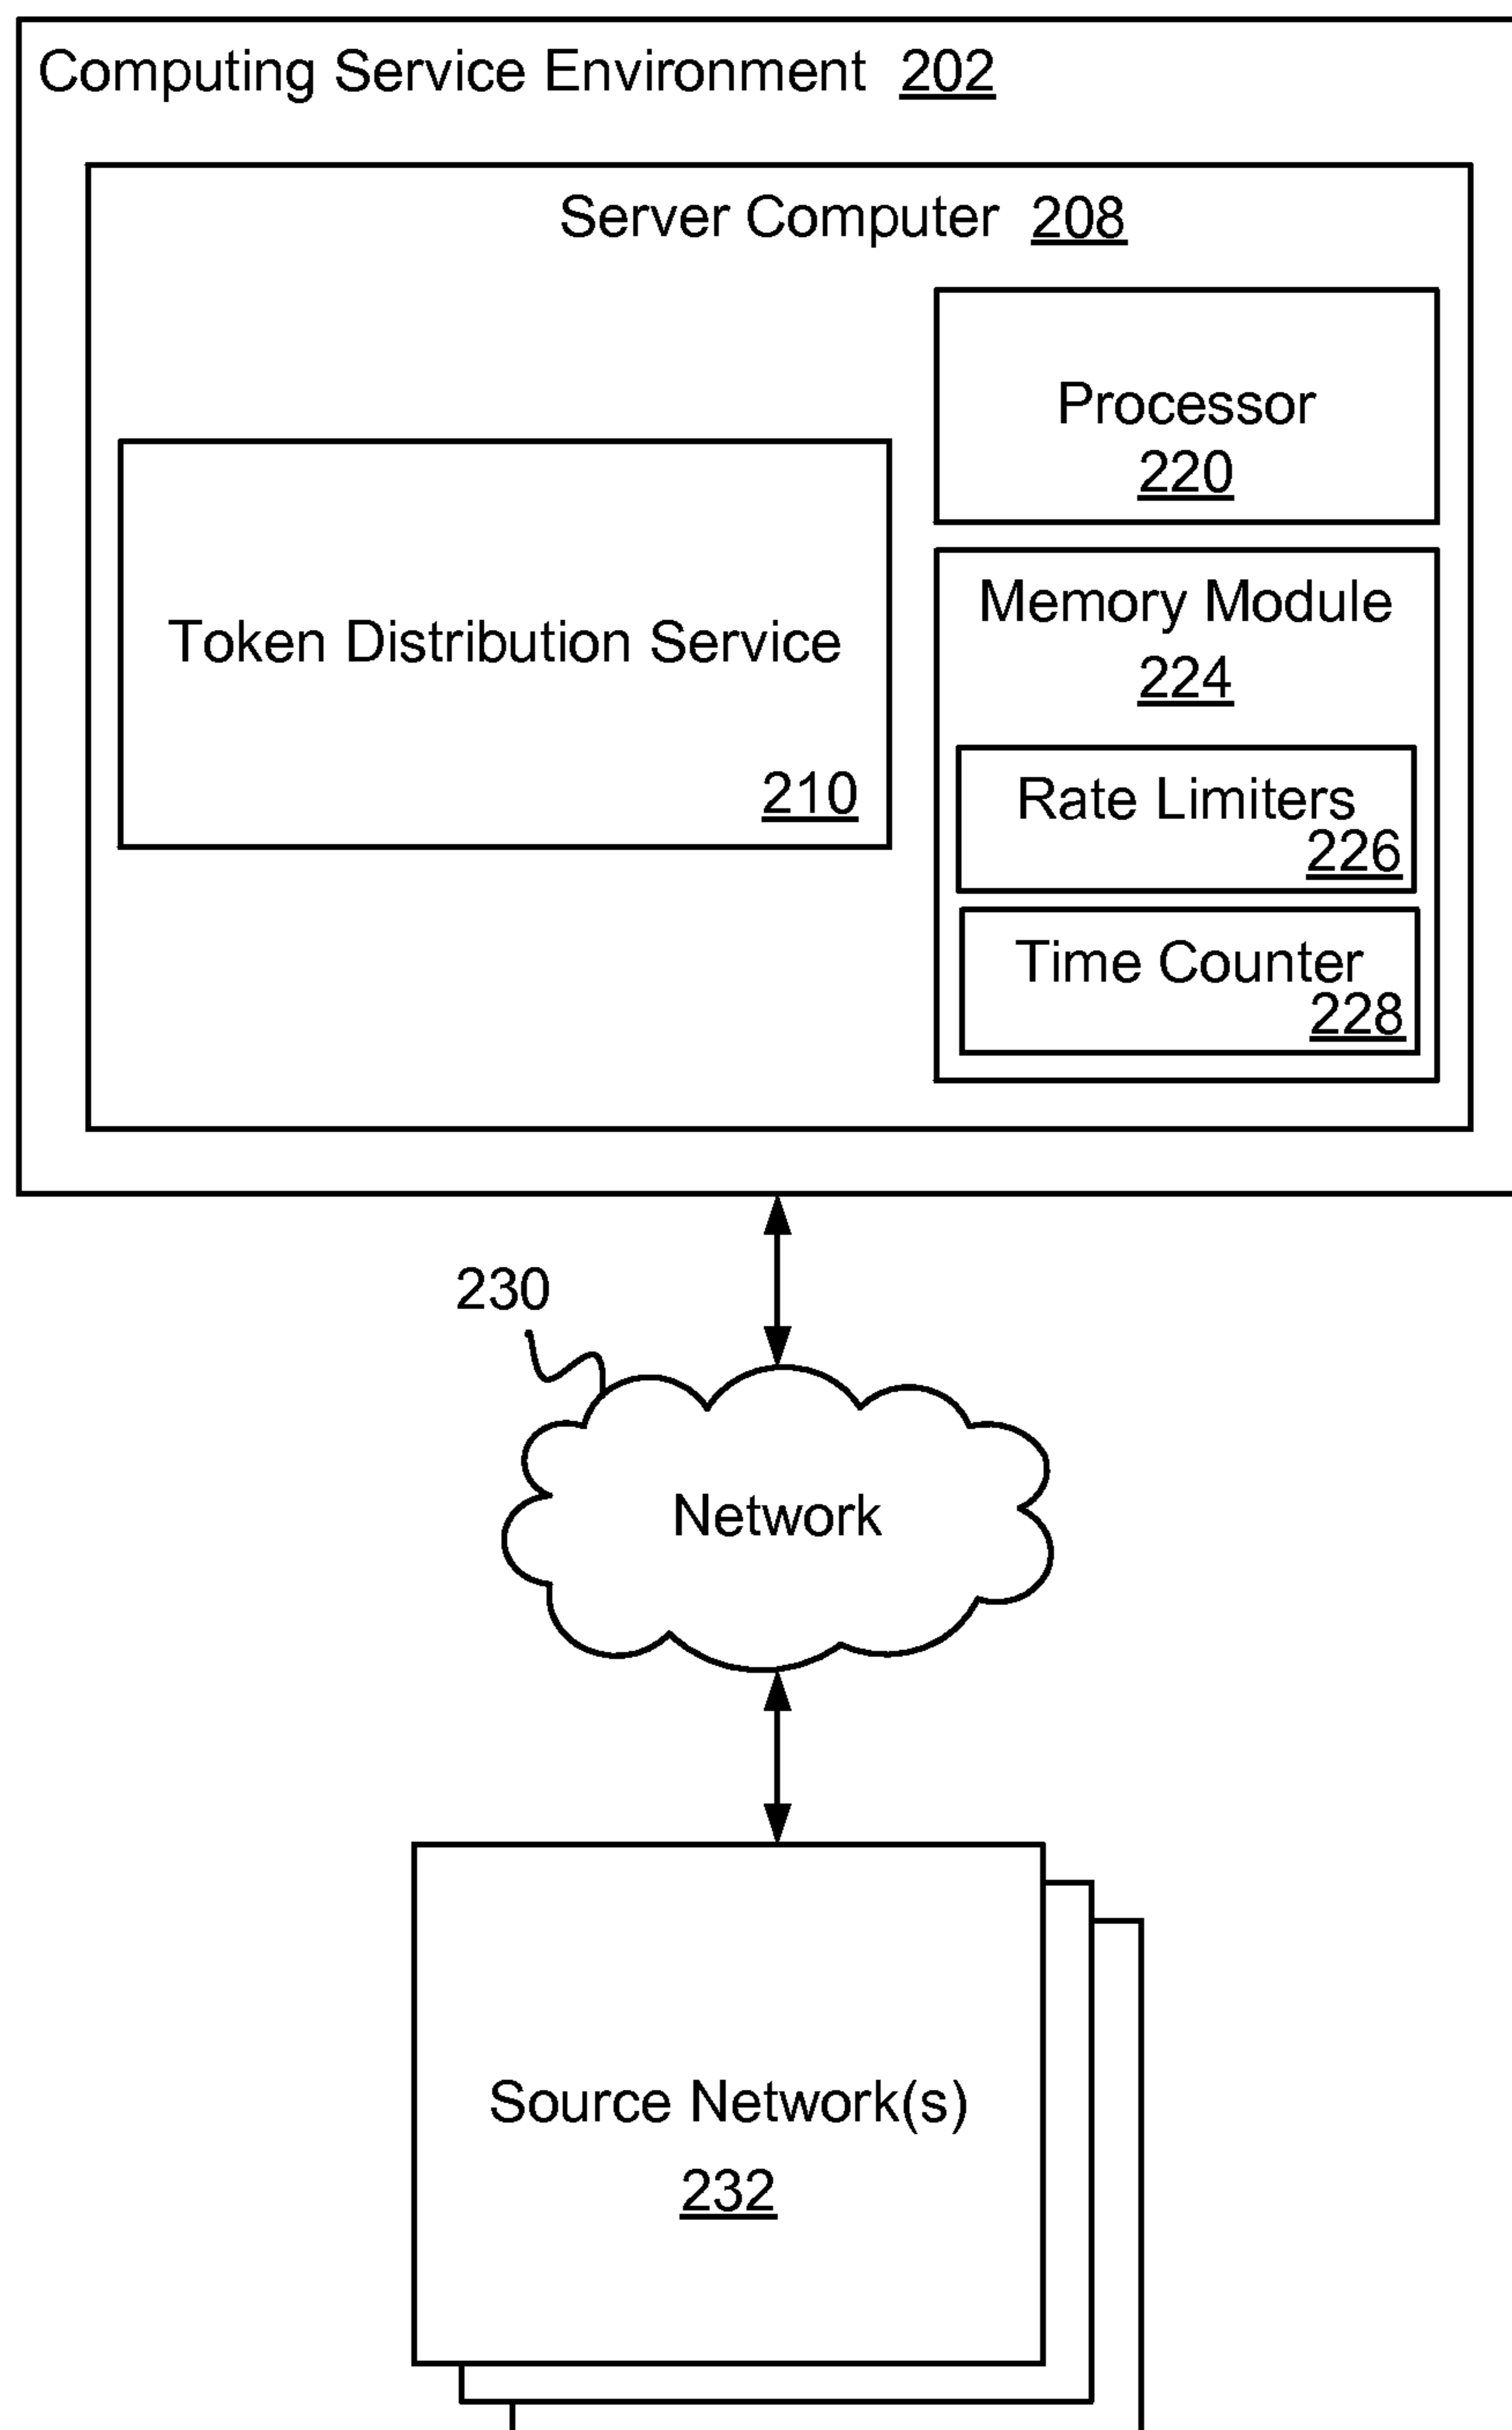 Computing Service Environment 202
Server Computer 208
Processor
220
Token Distribution Service
210
Memory Module
224
Rate Limiters
226
Time Counter
228
230
Network
Source Network(s)
232